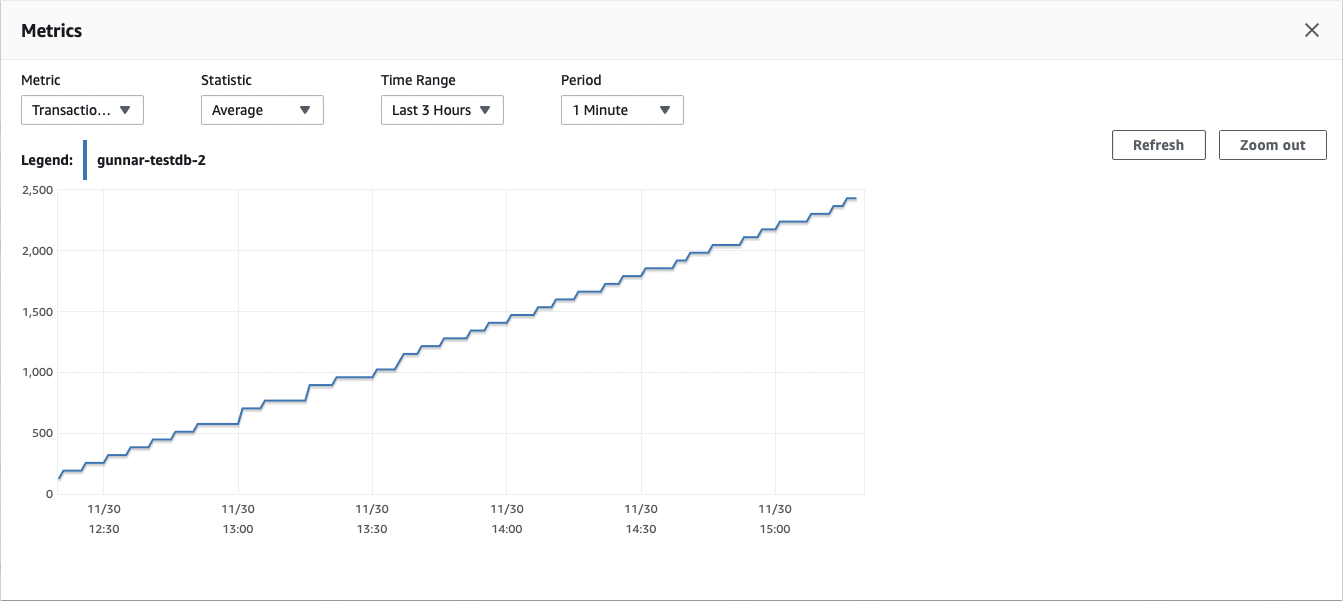 Metrics
Metric Statistic Time Range Period
Transactio... Average Last 3 Hours 1 Minute
Refresh Zoom out
Legend: gunnar-testdb-2
2,500
2,000
1,500
1,000
500
0
11/30 11/30 11/30 11/30 11/30 11/30
12:30 13:00 13:30 14:00 14:30 15:00